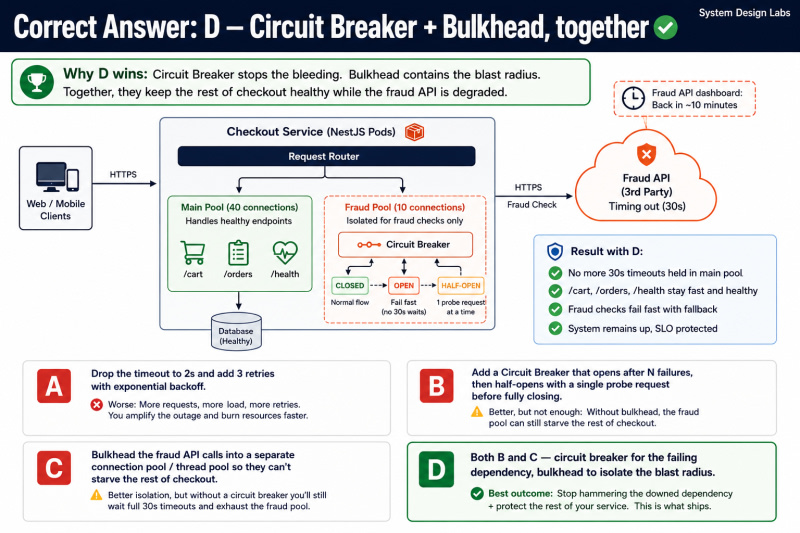 System Design Labs
Correct Answer: D – Circuit Breaker + Bulkhead, together
Why D wins: Circuit Breaker stops the bleeding. Bulkhead contains the blast radius.
Together, they keep the rest of checkout healthy while the fraud API is degraded.
Fraud API dashboard:
Back in ~10 minutes
Checkout Service (NestJS Pods)
Request Router
Web / Mobile
Clients
HTTPS
Main Pool (40 connections)
Handles healthy endpoints
/cart
/orders
/health
Database
(Healthy)
Fraud Pool (10 connections)
Isolated for fraud checks only
Circuit Breaker
CLOSED
OPEN
HALF-OPEN
Normal flow
Fail fast
(no 30s waits)
1 probe request
at a time
HTTPS
Fraud Check
Fraud API
(3rd Party)
Timing out (30s)
Result with D:
No more 30s timeouts held in main pool
/cart, /orders, /health stay fast and healthy
Fraud checks fail fast with fallback
System remains up, SLO protected
A
Drop the timeout to 2s and add 3 retries
with exponential backoff.
Worse: More requests, more load, more retries.
You amplify the outage and burn resources faster.
B
Add a Circuit Breaker that opens after N failures,
then half-opens with a single probe request
before fully closing.
Better, but not enough: Without bulkhead, the fraud
pool can still starve the rest of checkout.
C
Bulkhead the fraud API calls into a separate
connection pool / thread pool so they can't
starve the rest of checkout.
Better isolation, but without a circuit breaker you'll still
wait full 30s timeouts and exhaust the fraud pool.
D
Both B and C — circuit breaker for the failing
dependency, bulkhead to isolate the blast radius.
Best outcome: Stop hammering the downed dependency
+ protect the rest of your service. This is what ships.